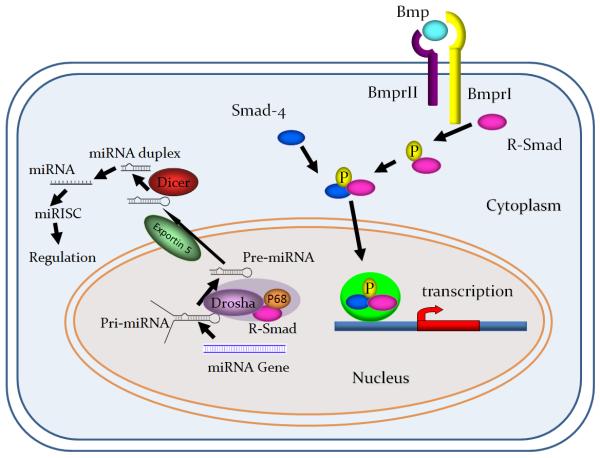 Bmp
BmprII
BmprI
Smad-4
R-Smad
P
P
miRNA duplex
Dicer
miRNA
miRISC
Regulation
Cytoplasm
Exportin 5
Pre-miRNA
Drosha
P68
R-Smad
Pri-miRNA
miRNA Gene
P
transcription
Nucleus